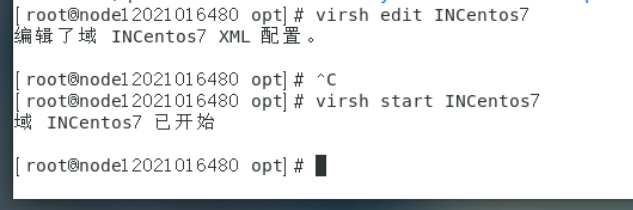 [root@node12021016480 opt]# virsh edit INCentos7
编辑了域 INCentos7 XML 配置。
[root@node12021016480 opt]# ^C
[root@node12021016480 opt]# virsh start INCentos7
域 INCentos7 已开始
[root@node12021016480 opt]#